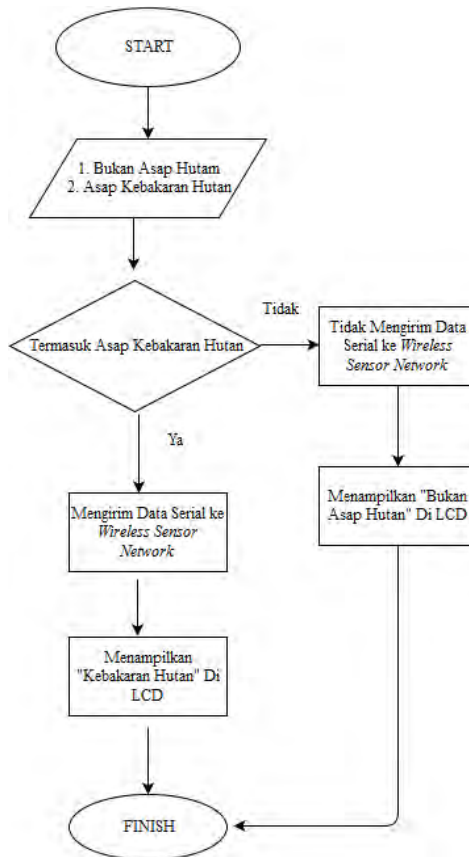 START
1. Bukan Asap Hutam
2. Asap Kebakaran Hutan
Termasuk Asap Kebakaran Hutan
Tidak
Tidak Mengirim Data
Serial ke Wireless
Sensor Network
Ya
Mengirim Data Serial ke
Wireless Sensor
Network
Menampilkan "Bukan
Asap Hutan" Di LCD
Menampilkan
"Kebakaran Hutan" Di
LCD
FINISH